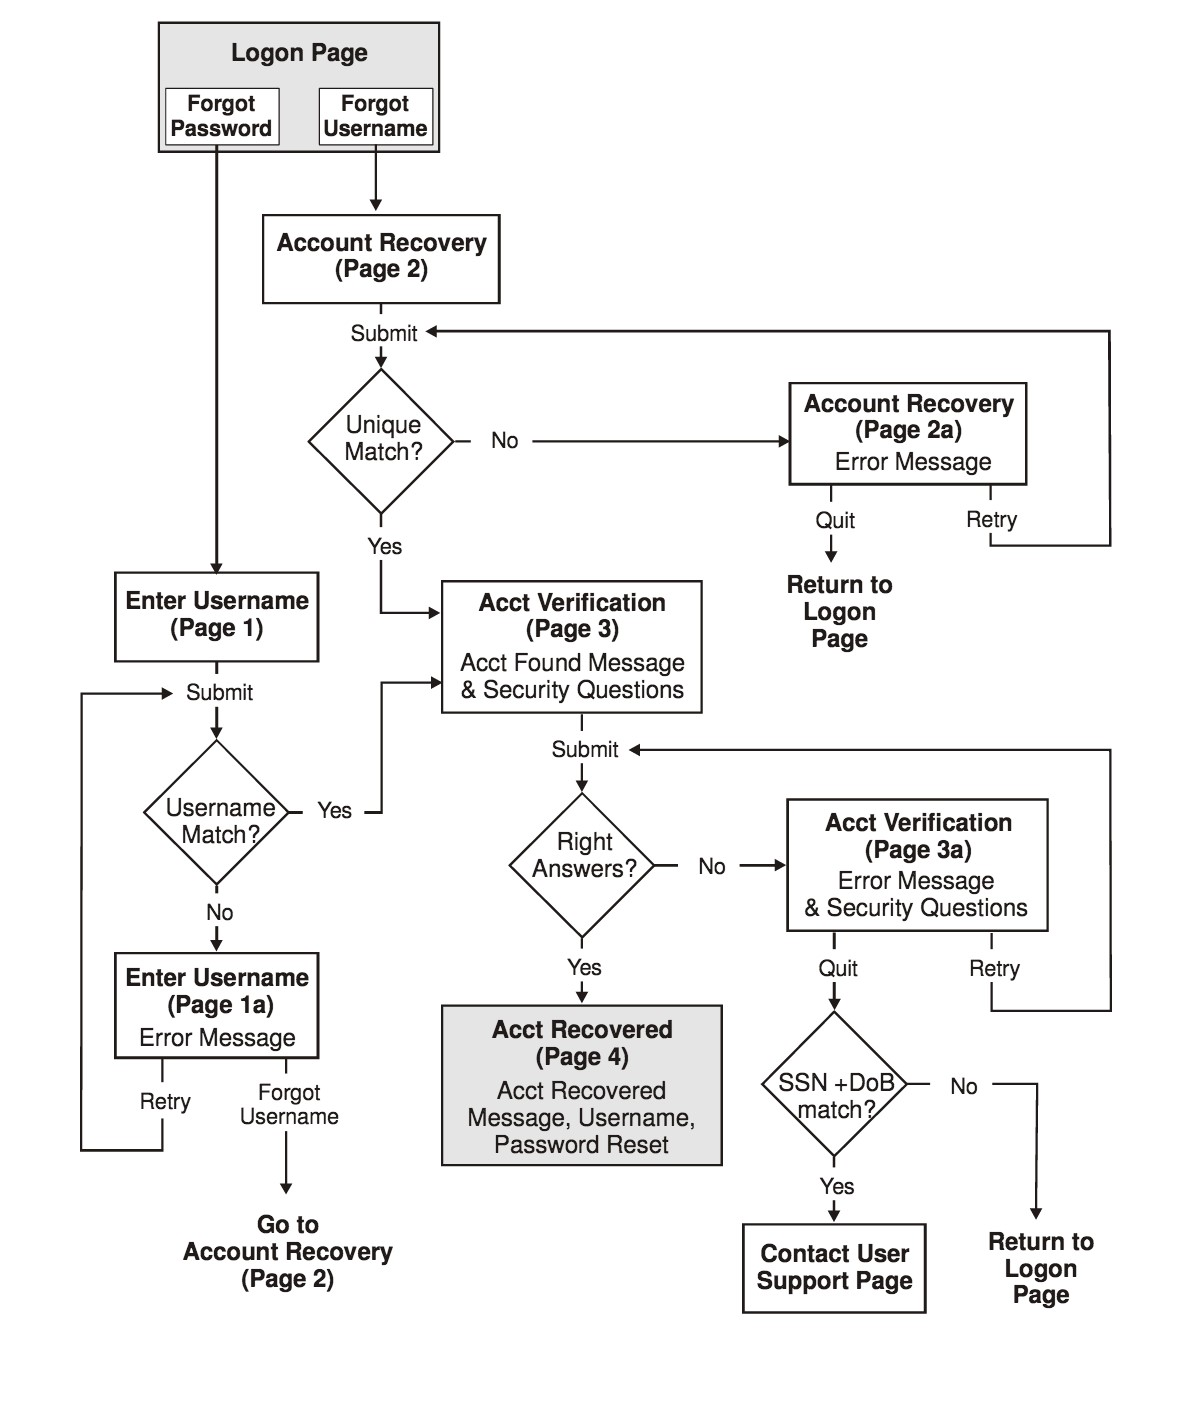 Logon Page
Forgot
Password
Forgot
Username
Account Recovery
(Page 2)
Submit
Unique
Match?
No
Account Recovery
(Page 2a)
Error Message
Quit
Retry
Return to
Logon
Page
Yes
Enter Username
(Page 1)
Submit
Username
Match?
Yes
No
Enter Username
(Page 1a)
Error Message
Retry
Forgot
Username
Go to
Account Recovery
(Page 2)
Acct Verification
(Page 3)
Acct Found Message
& Security Questions
Submit
Right
Answers?
No
Acct Verification
(Page 3a)
Error Message
& Security Questions
Quit
Retry
Yes
Acct Recovered
(Page 4)
Acct Recovered
Message, Username,
Password Reset
SSN +DoB
match?
No
Yes
Contact User
Support Page
Return to
Logon
Page